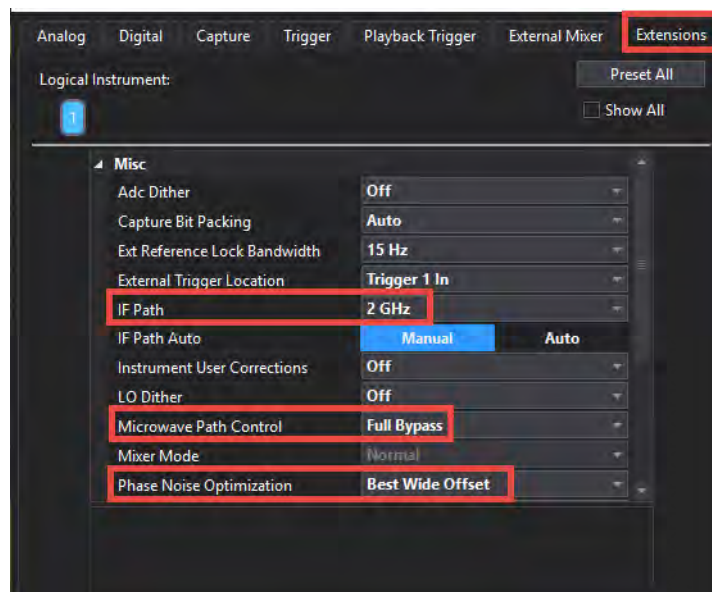 Analog Digital Capture Trigger Playback Trigger External Mixer Extensions
Logical Instrument: Preset All
1 Show All
Misc
Adc Dither Off
Capture Bit Packing Auto
Ext Reference Lock Bandwidth 15 Hz
External Trigger Location Trigger 1 In
IF Path 2 GHz
IF Path Auto Manual Auto
Instrument User Corrections Off
LO Dither Off
Microwave Path Control Full Bypass
Mixer Mode Normal
Phase Noise Optimization Best Wide Offset